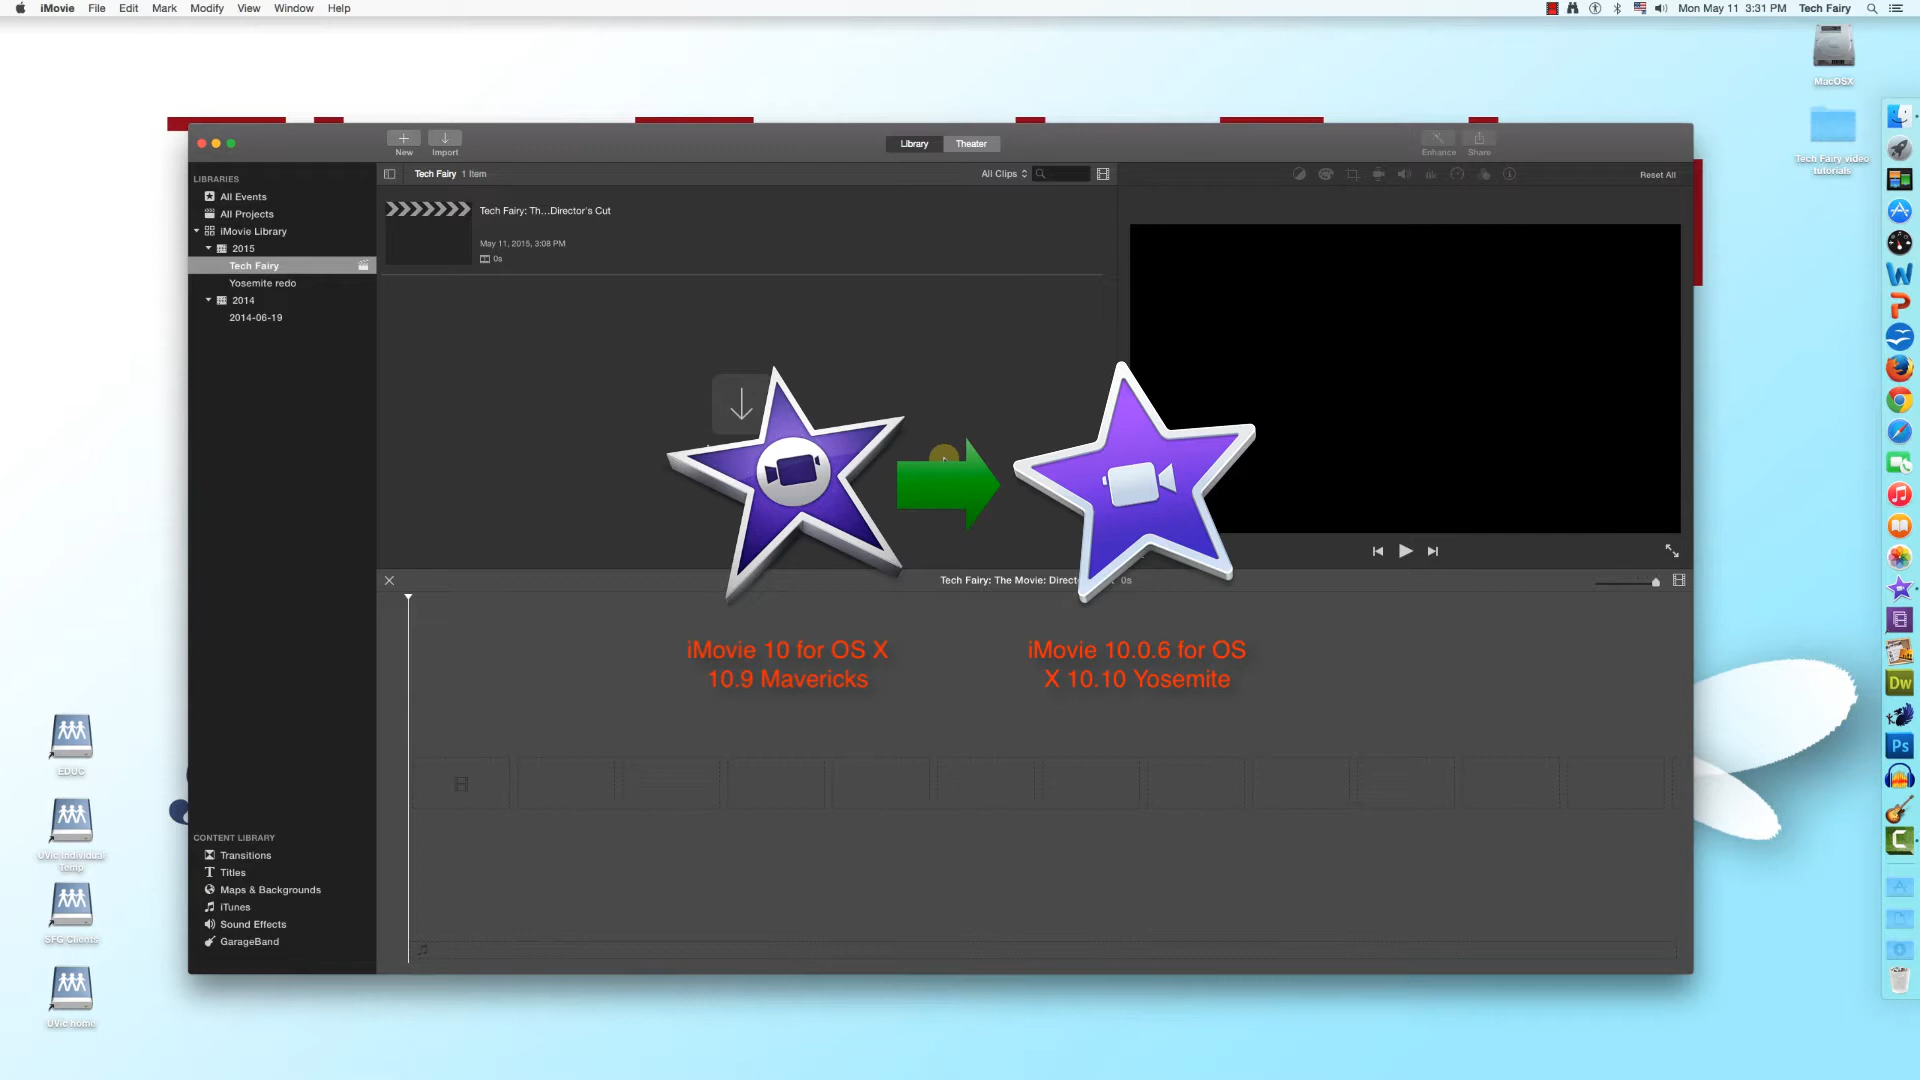 iMovie File Edit Mark Modify View Window Help
Mon May 11 3:31 PM Tech Fairy
MacOSX
Tech Fairy video
tutorials
New Import
Library Theater
Enhance Share
LIBRARIES
All Events
All Projects
iMovie Library
2015
Tech Fairy
Yosemite redo
2014
2014-06-19
Tech Fairy 1 Item
All Clips
Reset All
Tech Fairy: Th...Director's Cut
May 11, 2015, 3:08 PM
0s
Tech Fairy: The Movie: Direct
0s
iMovie 10 for OS X
10.9 Mavericks
iMovie 10.0.6 for OS
X 10.10 Yosemite
CONTENT LIBRARY
Transitions
Titles
Maps & Backgrounds
iTunes
Sound Effects
GarageBand
EDUC
UVic Individual
Temp
SFG Clients
UVic home
W
P
Dw
Ps
C